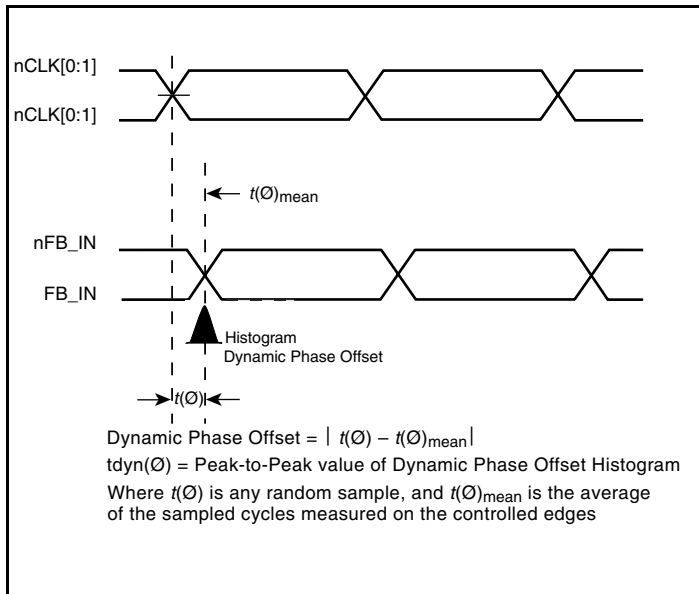 nCLK[0:1]
nCLK[0:1]
t(Ø)mean
nFB_IN
FB_IN
Histogram
Dynamic Phase Offset
t(Ø)
Dynamic Phase Offset = | t(Ø) – t(Ø)mean|
tdyn(Ø) = Peak-to-Peak value of Dynamic Phase Offset Histogram
Where t(Ø) is any random sample, and t(Ø)mean is the average
of the sampled cycles measured on the controlled edges